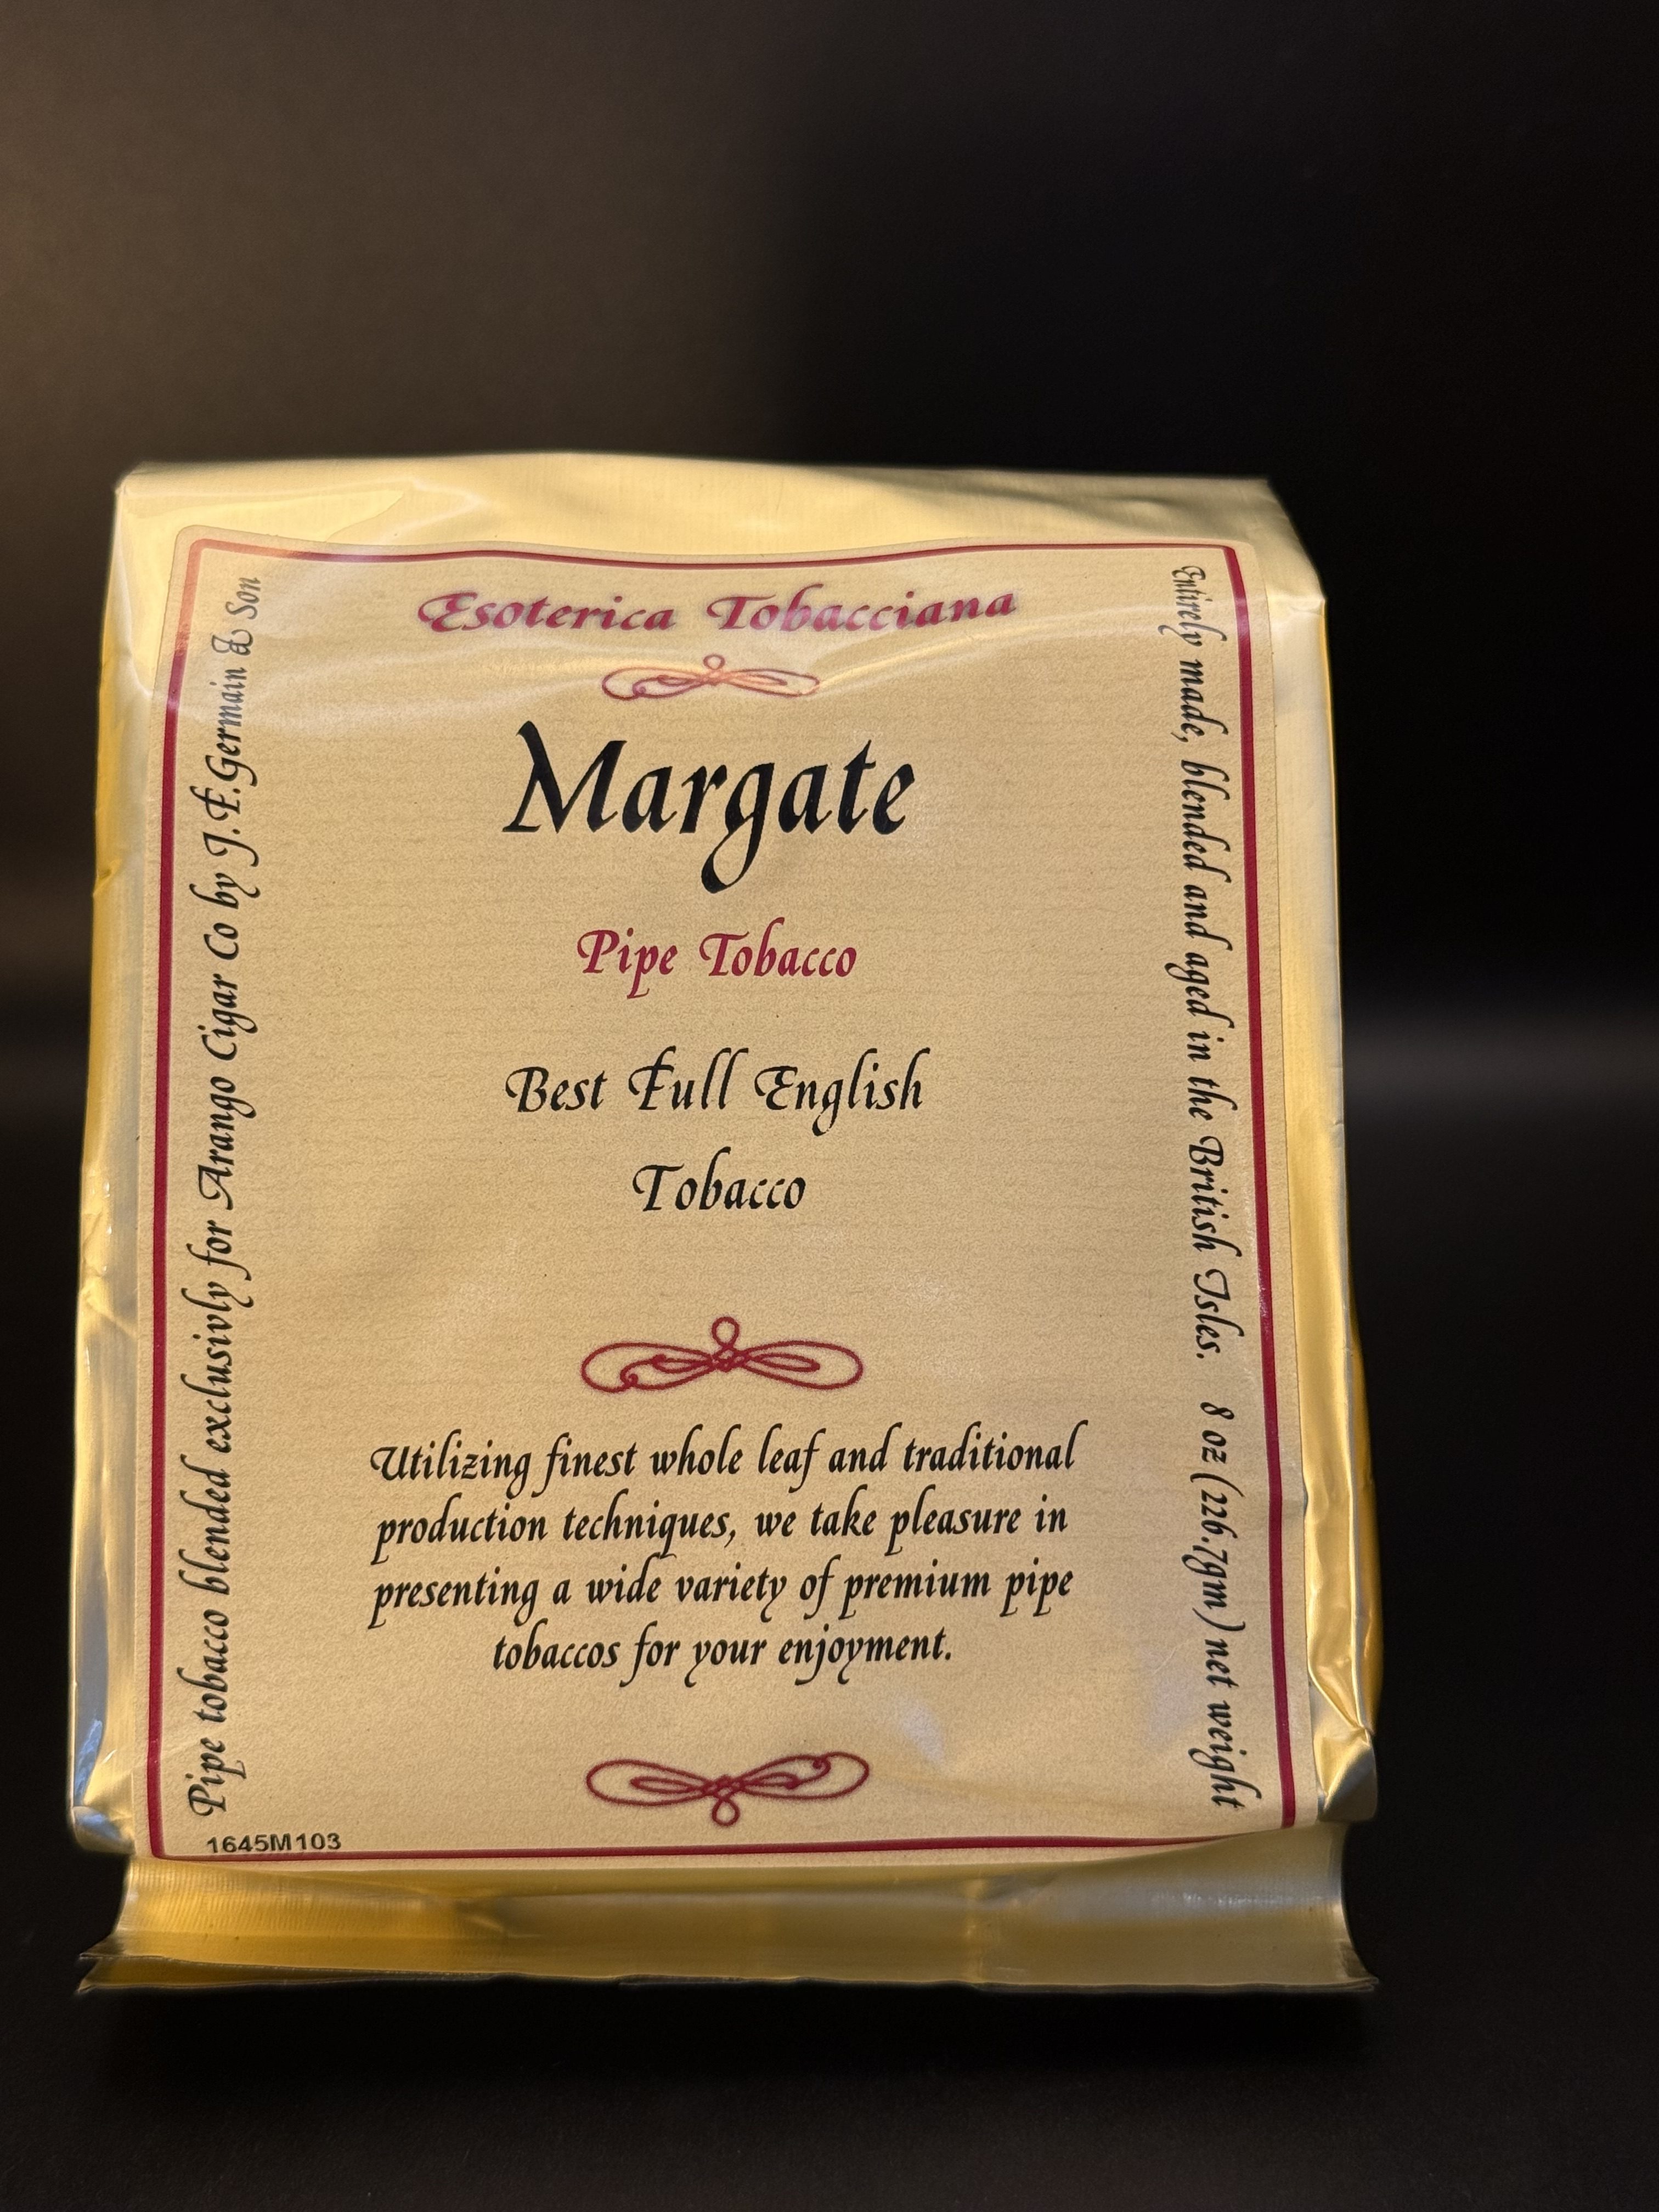 Esoterica Tobacciana
Margate
Pipe Tobacco
Best Full English
Tobacco
Utilizing finest whole leaf and traditional
production techniques, we take pleasure in
presenting a wide variety of premium pipe
tobaccos for your enjoyment.
Pipe tobacco blended exclusivly for Arango Cigar Co by J.F.Germain & Son
Entirely made, blended and aged in the British Isles. 8 oz (226.7gm) net weight
1645M103